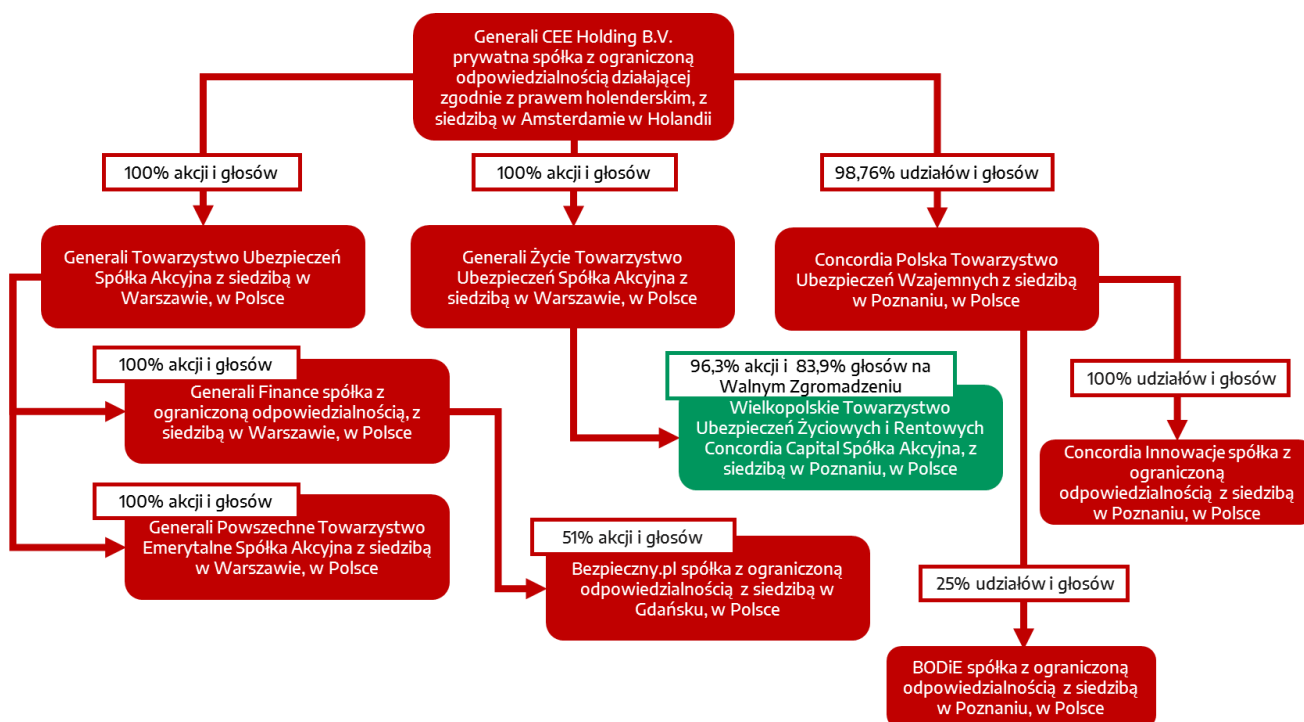 Generali CEE Holding B.V.
prywatna spółka z ograniczoną
odpowiedzialnością działającej
zgodnie z prawem holenderskim, z
siedzibą w Amsterdamie w Holandii
100% akcji i głosów
100% akcji i głosów
98,76% udziałów i głosów
Generali Towarzystwo Ubezpieczeń
Spółka Akcyjna z siedzibą w
Warszawie, w Polsce
Generali Życie Towarzystwo
Ubezpieczeń Spółka Akcyjna z
siedzibą w Warszawie, w Polsce
Concordia Polska Towarzystwo
Ubezpieczeń Wzajemnych z siedzibą
w Poznaniu, w Polsce
100% akcji i głosów
Generali Finance spółka z
ograniczoną odpowiedzialnością, z
siedzibą w Warszawie, w Polsce
96,3% akcji i 83,9% głosów na
Walnym Zgromadzeniu
Wielkopolskie Towarzystwo
Ubezpieczeń Życiowych i Rentowych
Concordia Capital Spółka Akcyjna, z
siedzibą w Poznaniu, w Polsce
100% udziałów i głosów
Concordia Innowacje spółka z
ograniczoną
odpowiedzialnością z siedzibą
w Poznaniu, w Polsce
100% akcji i głosów
Generali Powszechne Towarzystwo
Emerytalne Spółka Akcyjna z siedzibą
w Warszawie, w Polsce
51% akcji i głosów
Bezpieczny.pl spółka z ograniczoną
odpowiedzialnością z siedzibą w
Gdańsku, w Polsce
25% udziałów i głosów
BODiE spółka z ograniczoną
odpowiedzialnością z siedzibą
w Poznaniu, w Polsce